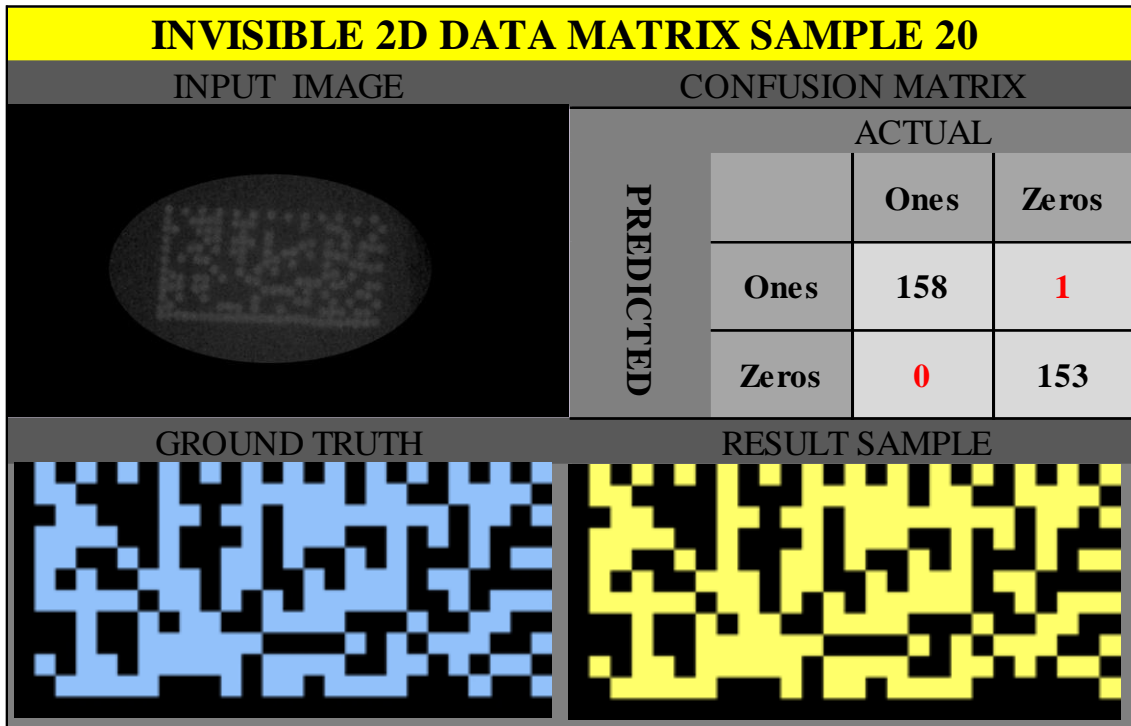 INVISIBLE 2D DATA MATRIX SAMPLE 20
INPUT IMAGE
CONFUSION MATRIX
ACTUAL
PREDICTED
Ones Zeros
Ones 158 1
Zeros 0 153
GROUND TRUTH
RESULT SAMPLE